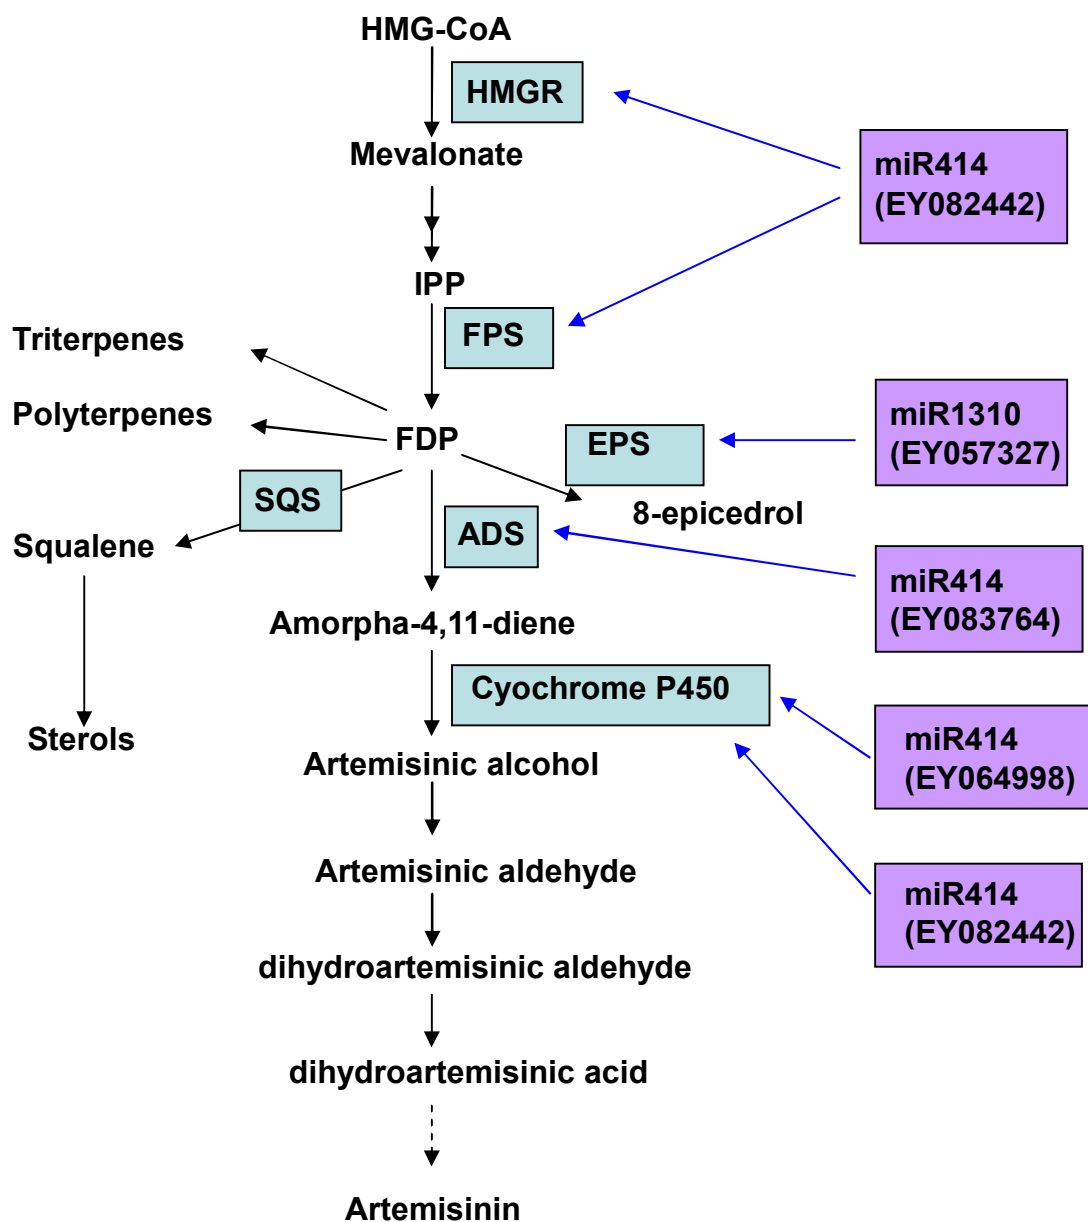 HMG-CoA
HMGR
Mevalonate
miR414
(EY082442)
IPP
FPS
Triterpenes
Polyterpenes
FDP
EPS
miR1310
(EY057327)
SQS
8-epicedrol
ADS
Squalene
miR414
(EY083764)
Amorpha-4,11-diene
Cyochrome P450
Sterols
miR414
(EY064998)
Artemisinic alcohol
Artemisinic aldehyde
miR414
(EY082442)
dihydroartemisinic aldehyde
dihydroartemisinic acid
Artemisinin